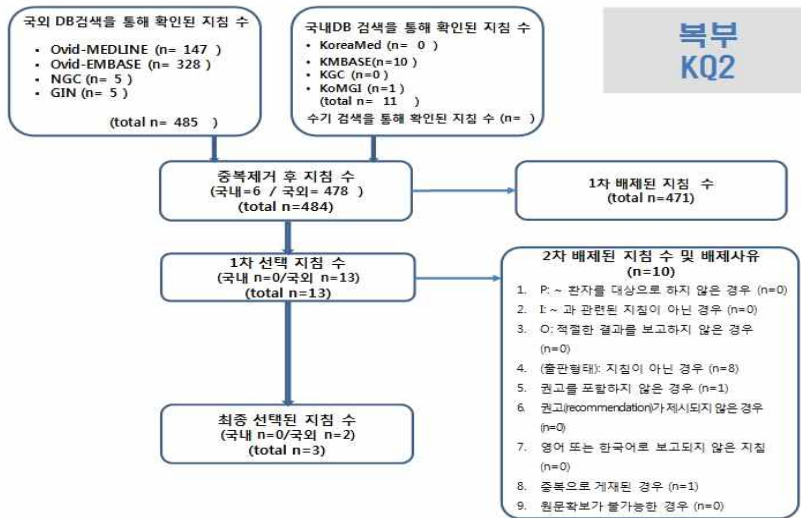 국외 DB검색을 통해 확인된 지침 수
• Ovid-MEDLINE (n= 147 )
• Ovid-EMBASE (n= 328 )
• NGC (n= 5 )
• GIN (n= 5 )
(total n= 485 )
국내DB 검색을 통해 확인된 지침 수
• KoreaMed (n= 0 )
• KMBASE(n=10 )
• KGC (n=0 )
• KoMGI (n=1 )
(total n= 11 )
수기 검색을 통해 확인된 지침 수 (n= )
복부
KQ2
중복제거 후 지침 수
(국내=6 / 국외= 478 )
(total n=484)
1차 배제된 지침 수
(total n=471)
1차 선택 지침 수
(국내 n=0/국외 n=13)
(total n=13)
2차 배제된 지침 수 및 배제사유
(n=10)
1. P: ~ 환자를 대상으로 하지 않은 경우 (n=0)
2. I: ~ 과 관련된 지침이 아닌 경우 (n=0)
3. O: 적절한 결과를 보고하지 않은 경우
(n=0)
4. (출판형태): 지침이 아닌 경우 (n=8)
5. 권고를 포함하지 않은 경우 (n=1)
6. 권고(recommendation)가 제시되지 않은 경우
(n=0)
7. 영어 또는 한국어로 보고되지 않은 지침
(n=0)
8. 중복으로 게재된 경우 (n=1)
9. 원문확보가 불가능한 경우 (n=0)
최종 선택된 지침 수
(국내 n=0/국외 n=2)
(total n=3)